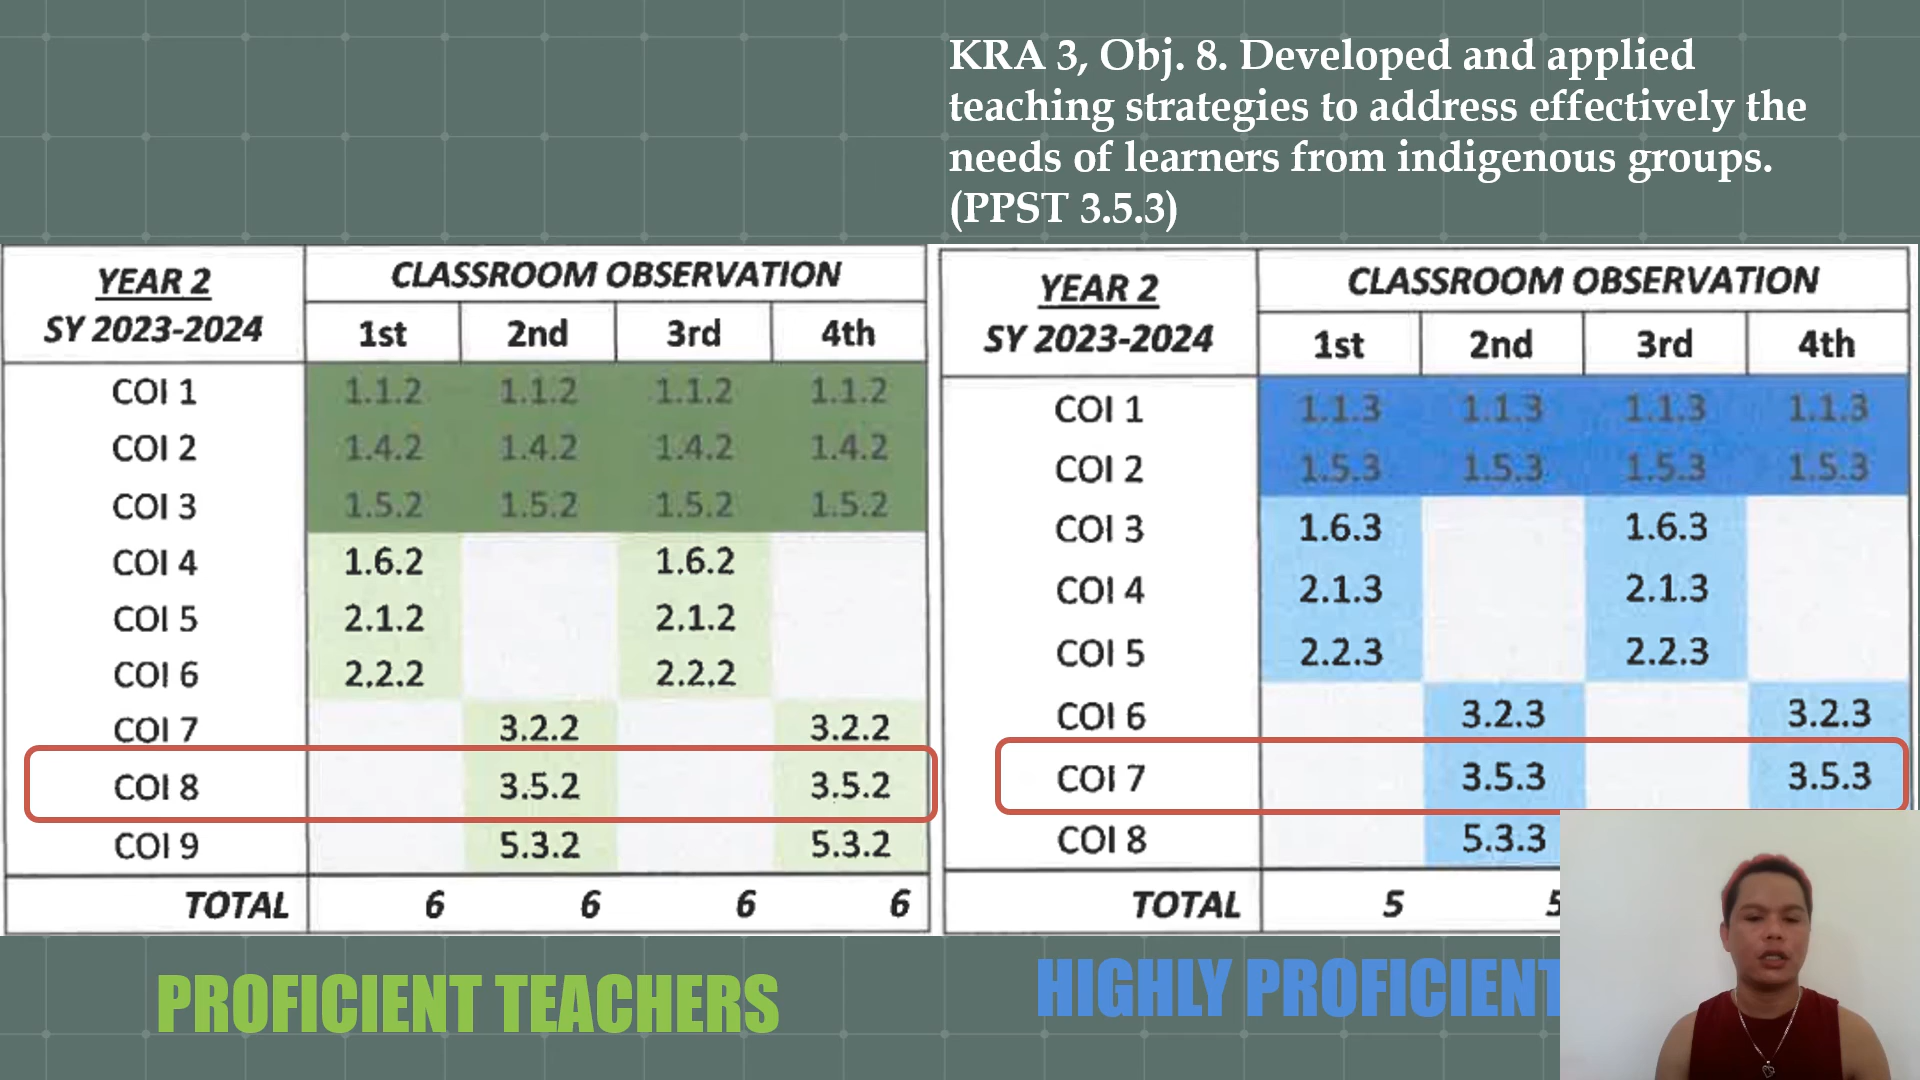 KRA 3, Obj. 8. Developed and applied
teaching strategies to address effectively the
needs of learners from indigenous groups.
(PPST 3.5.3)
YEAR 2
SY 2023-2024
CLASSROOM OBSERVATION
1st 2nd 3rd 4th
COI 1 1.1.2 1.1.2 1.1.2 1.1.2
COI 2 1.4.2 1.4.2 1.4.2 1.4.2
COI 3 1.5.2 1.5.2 1.5.2 1.5.2
COI 4 1.6.2 1.6.2
COI 5 2.1.2 2.1.2
COI 6 2.2.2 2.2.2
COI 7 3.2.2 3.2.2
COI 8 3.5.2 3.5.2
COI 9 5.3.2 5.3.2
TOTAL 6 6 6 6
PROFICIENT TEACHERS
YEAR 2
SY 2023-2024
CLASSROOM OBSERVATION
1st 2nd 3rd 4th
COI 1 1.1.3 1.1.3 1.1.3 1.1.3
COI 2 1.5.3 1.5.3 1.5.3 1.5.3
COI 3 1.6.3 1.6.3
COI 4 2.1.3 2.1.3
COI 5 2.2.3 2.2.3
COI 6 3.2.3 3.2.3
COI 7 3.5.3 3.5.3
COI 8 5.3.3
TOTAL 5 5
HIGHLY PROFICIENT